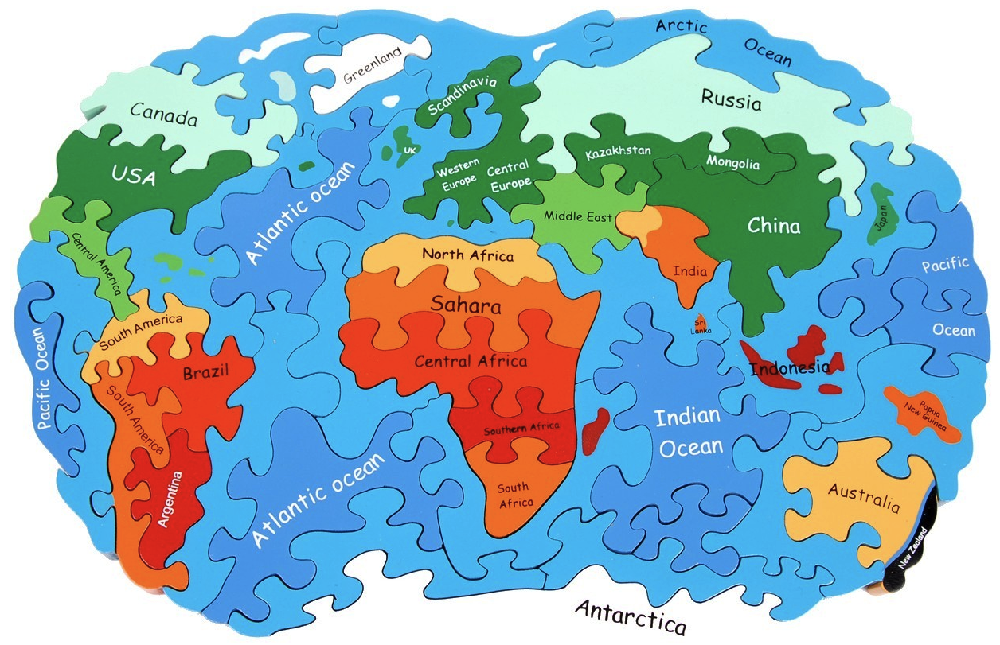 Arctic
Ocean
Greenland
Scandinavia
Canada
Russia
USA
UK
Western
Europe
Central
Europe
Kazakhstan
Mongolia
Atlantic ocean
Middle East
China
Japan
Central America
North Africa
India
Pacific
Ocean
Sahara
South America
Sri
Lanka
Pacific Ocean
Brazil
Central Africa
Indonesia
South America
Papua
New Guinea
Indian
Ocean
Southern Africa
Atlantic ocean
Argentina
South
Africa
Australia
New Zealand
Antarctica